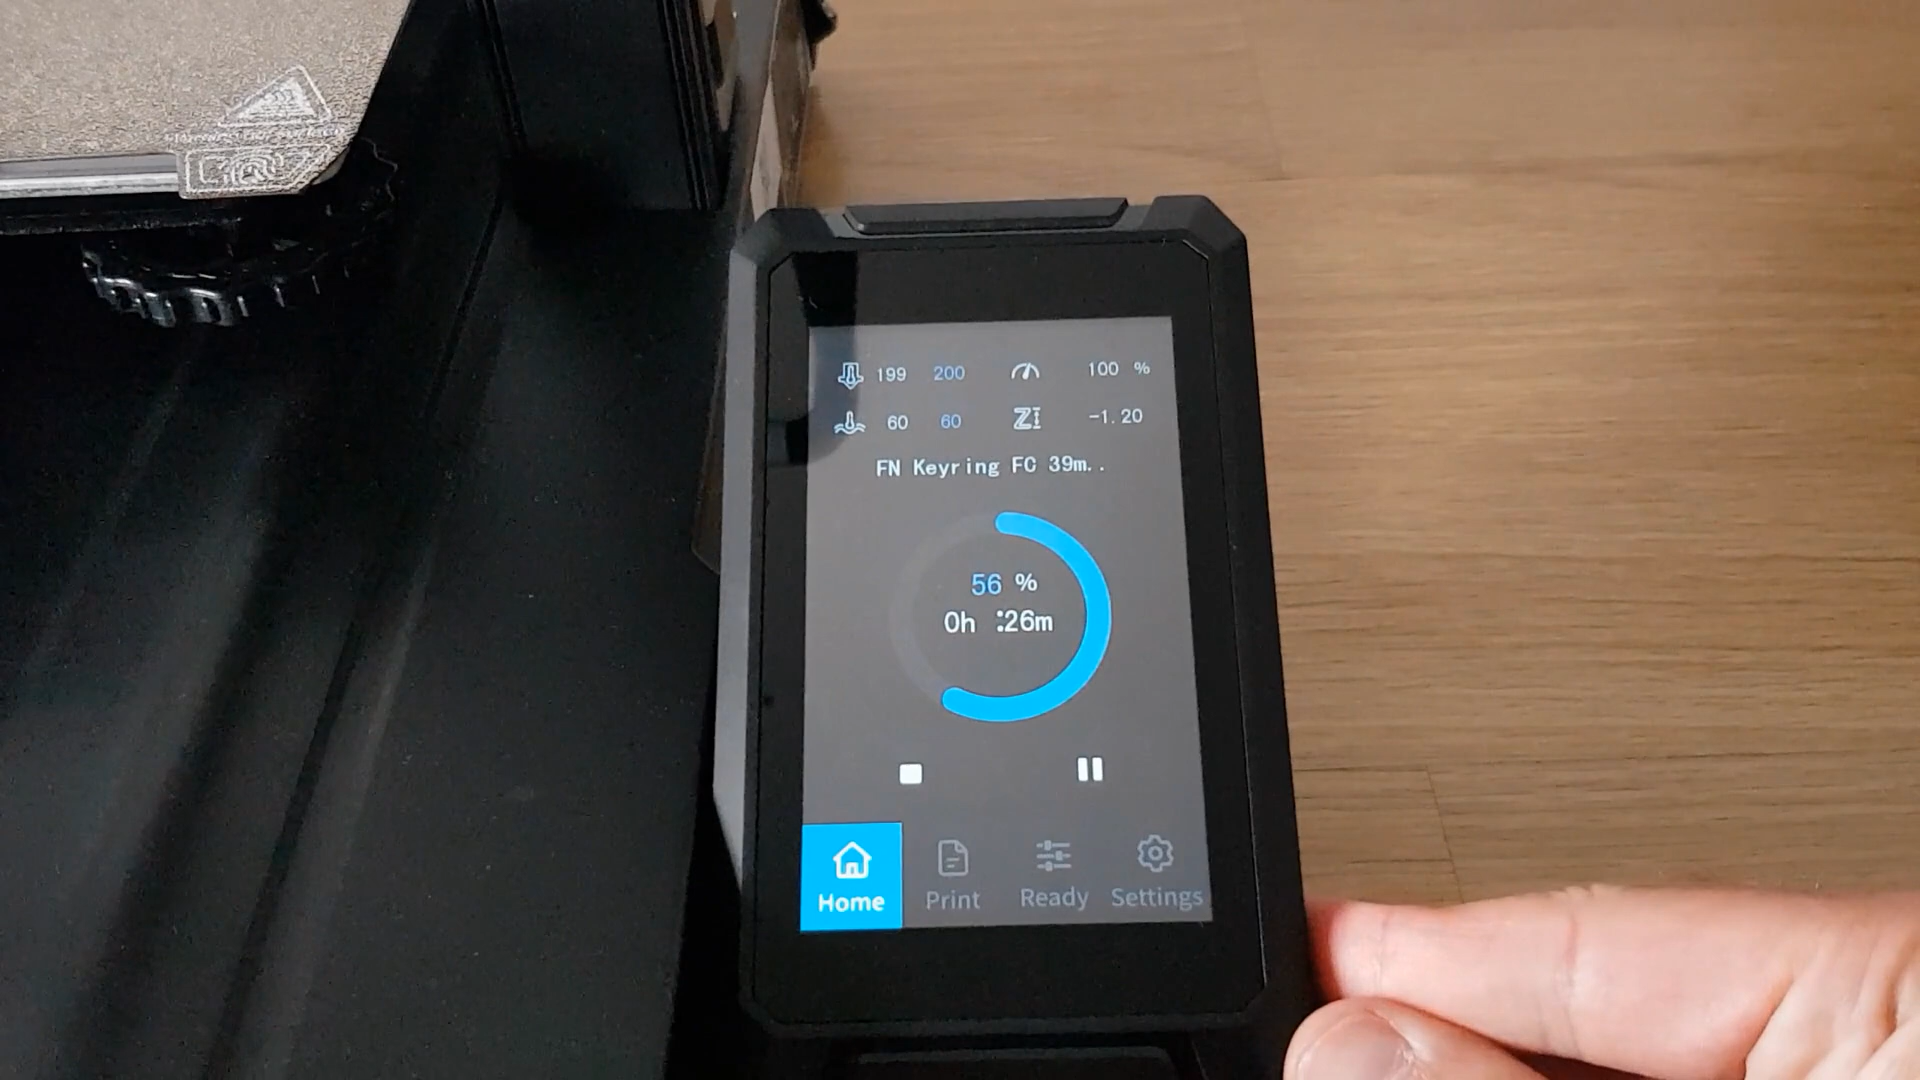 199 200 100 %
60 60 Z -1.20
FN Keyring FC 39m..
56 %
0h :26m
Home Print Ready Settings